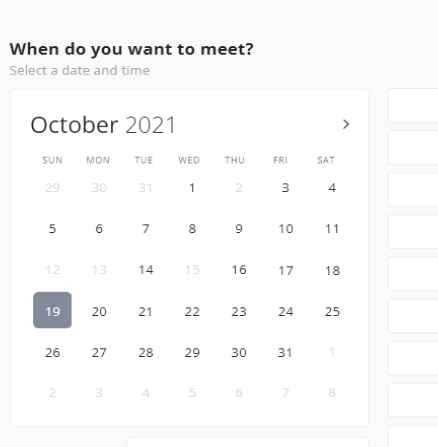 When do you want to meet?
Select a date and time
October 2021
SUN MON TUE WED THU FRI SAT
29 30 31 1 2 3 4
5 6 7 8 9 10 11
12 13 14 15 16 17 18
19 20 21 22 23 24 25
26 27 28 29 30 31 1
2 3 4 5 6 7 8